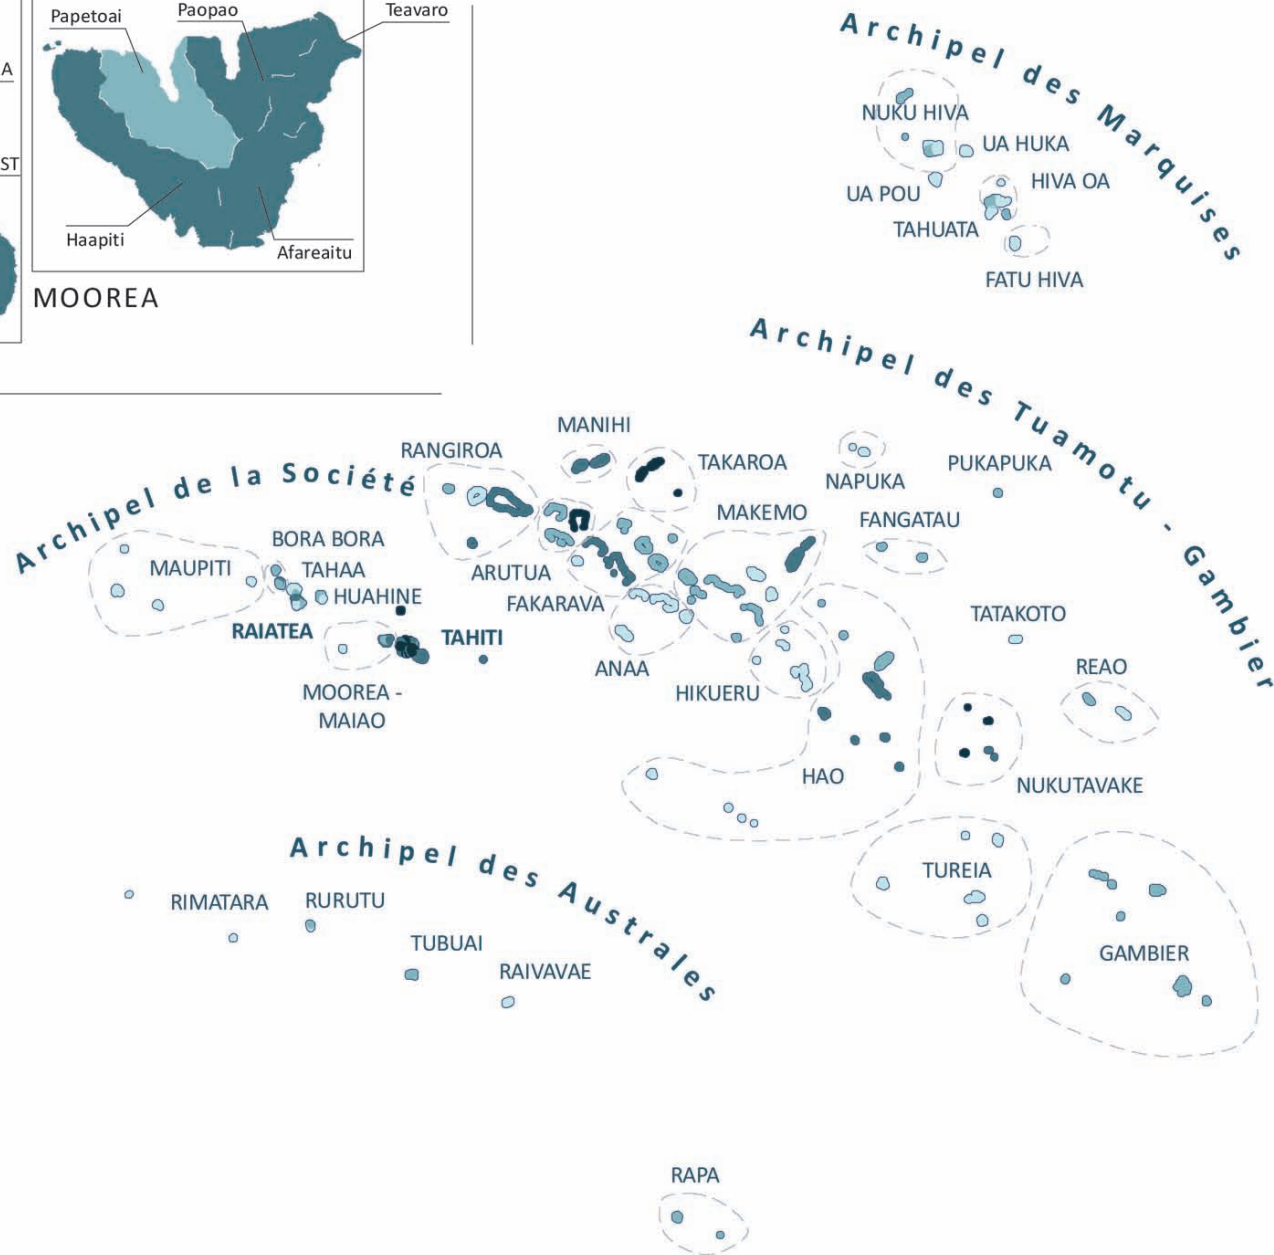 Papetoai
Paopao
Teavaro
A
ST
Haapiti
Afareaitu
MOOREA
Archipel des Marquises
NUKU HIVA
UA HUKA
UA POU
HIVA OA
TAHUATA
FATU HIVA
Archipel des Tuamotu - Gambier
MANIHI
RANGIROA
TAKAROA
NAPUKA
PUKAPUKA
Archipel de la Société
MAKEMO
FANGATAU
BORA BORA
MAUPITI
TAHAA
ARUTUA
HUAHINE
FAKARAVA
TATAKOTO
RAIATEA
TAHITI
ANAA
REAO
MOOREA -
MAIAO
HIKUERU
HAO
NUKUTAVAKE
Archipel des Australes
TUREIA
RIMATARA
RURUTU
TUBUAI
RAIVAVAE
GAMBIER
RAPA